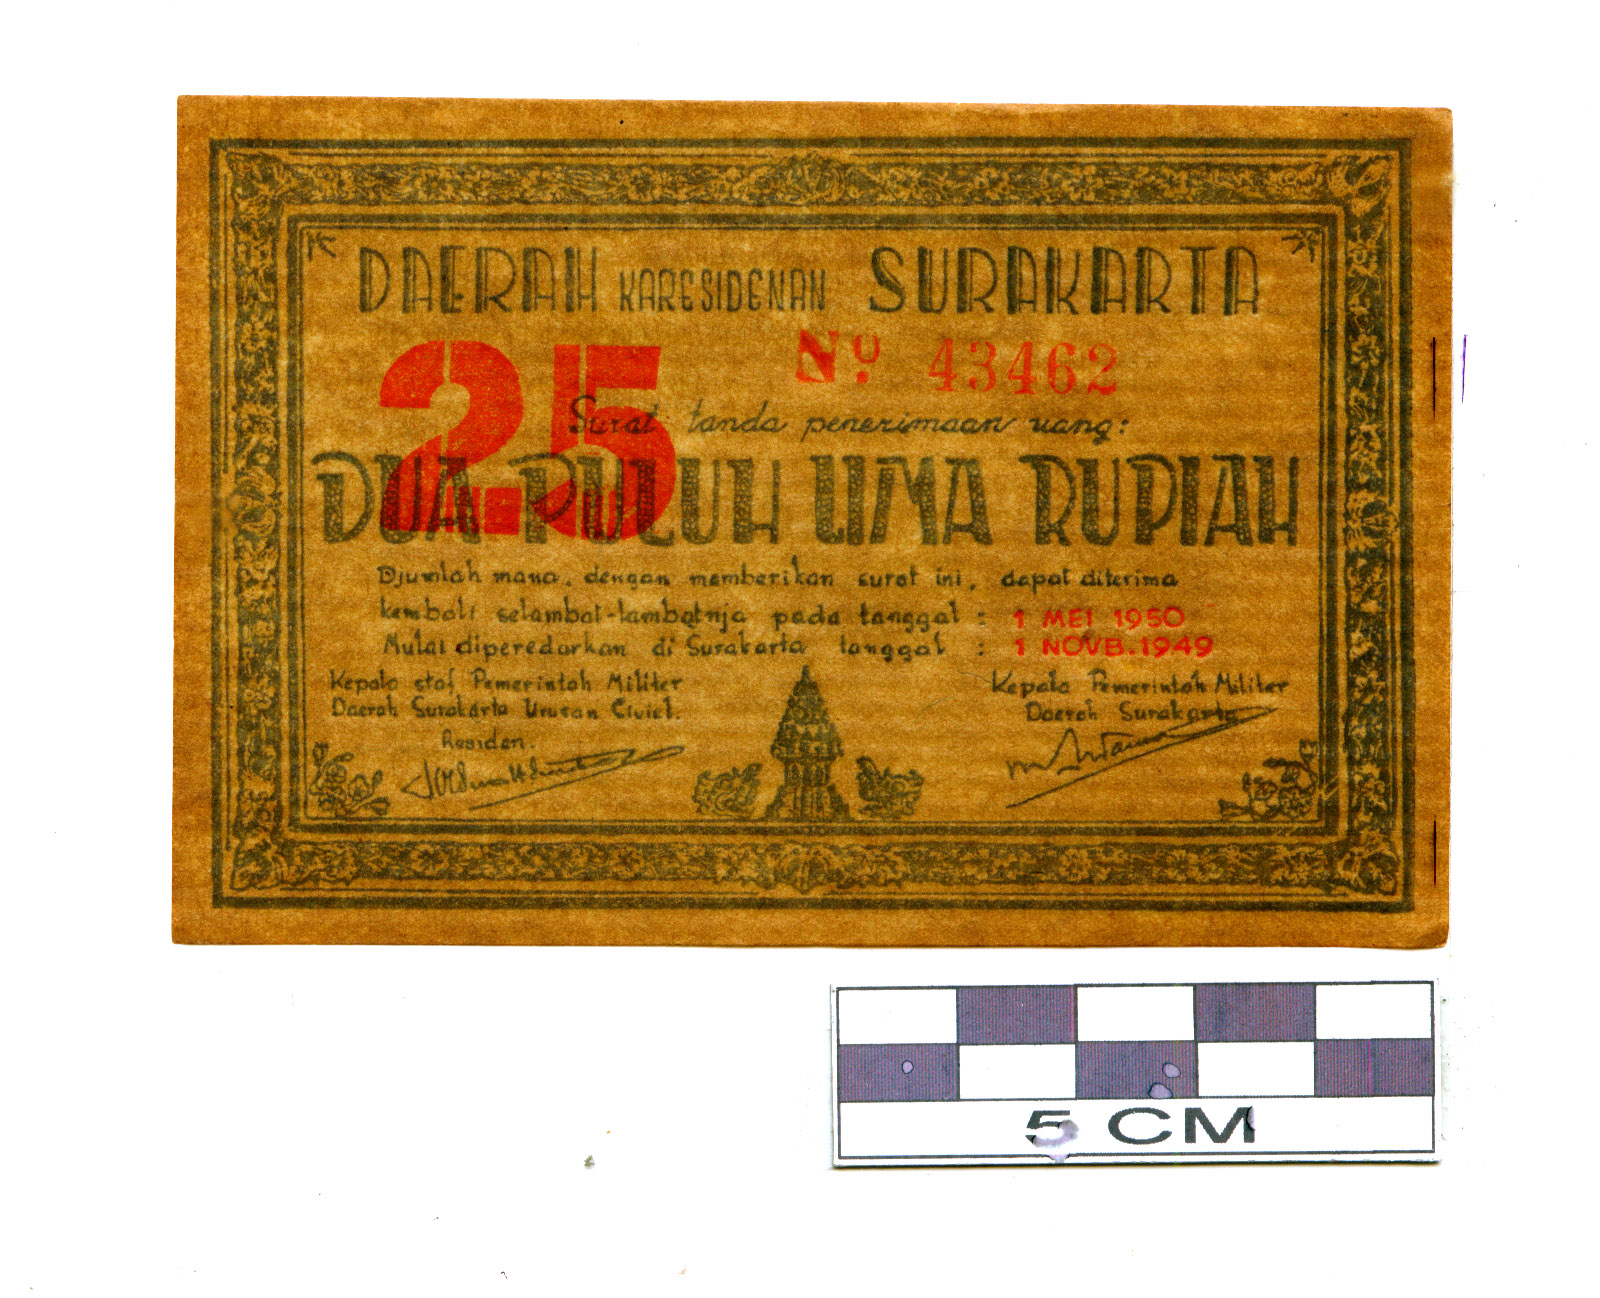 DAERAH KARESIDENAN SURAKARTA
25
No. 43462
Surat tanda penerimaan uang:
DUA PULUH LIMA RUPIAH
Djumlah mana, dengan memberikan surat ini, dapat diterima
kembali selambat-lambatnja pada tanggal : 1 MEI 1950
Mulai diperedarkan di Surakarta tanggal : 1 NOVB.1949
Kepala staf Pemerintah Militer
Daerah Surakarta Urusan Civiel.
Residen.
Kepala Pemerintah Militer
Daerah Surakarta
5 CM